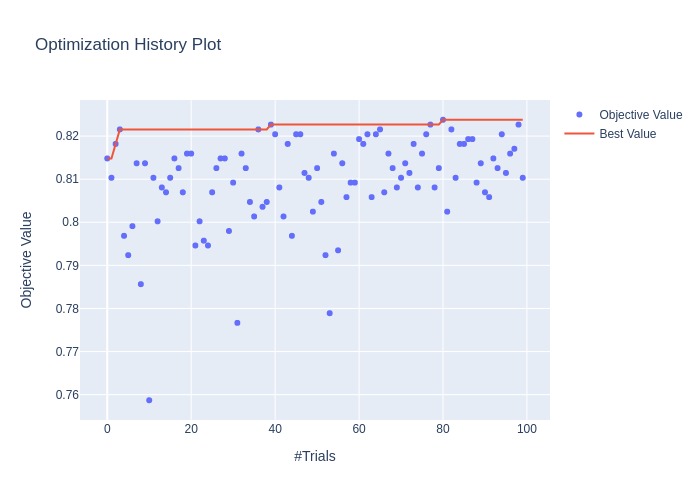 Optimization History Plot
Objective Value
Best Value
0.82
0.81
0.8
0.79
0.78
0.77
0.76
Objective Value
0
20
40
60
80
100
#Trials